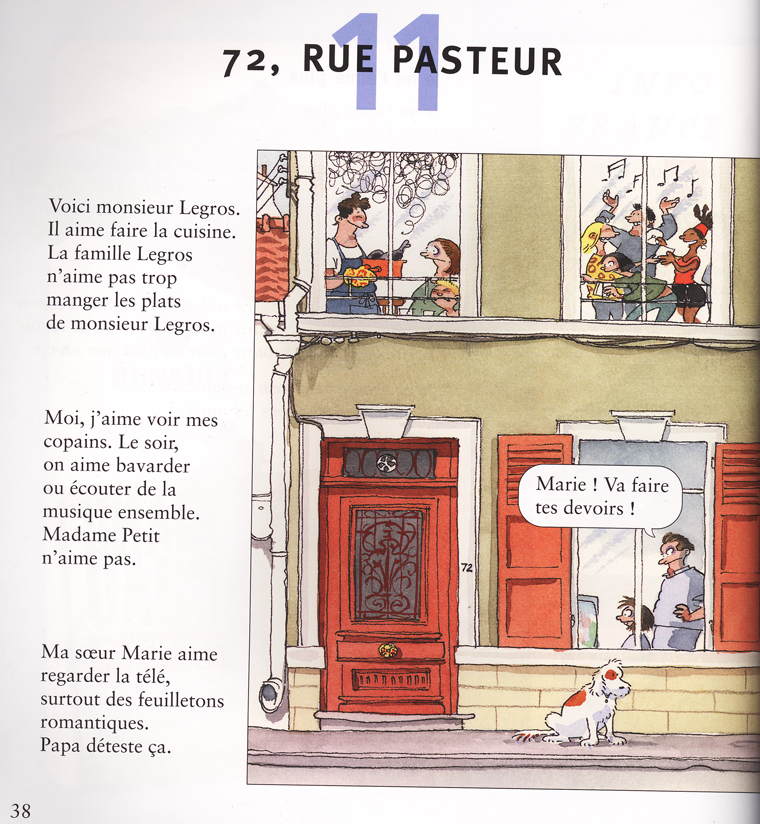 11
72, RUE PASTEUR
Voici monsieur Legros.
Il aime faire la cuisine.
La famille Legros
n'aime pas trop
manger les plats
de monsieur Legros.
Moi, j'aime voir mes
copains. Le soir,
on aime bavarder
ou écouter de la
musique ensemble.
Madame Petit
n'aime pas.
Ma sœur Marie aime
regarder la télé,
surtout des feuilletons
romantiques.
Papa déteste ça.
Marie ! Va faire
tes devoirs !
72
38